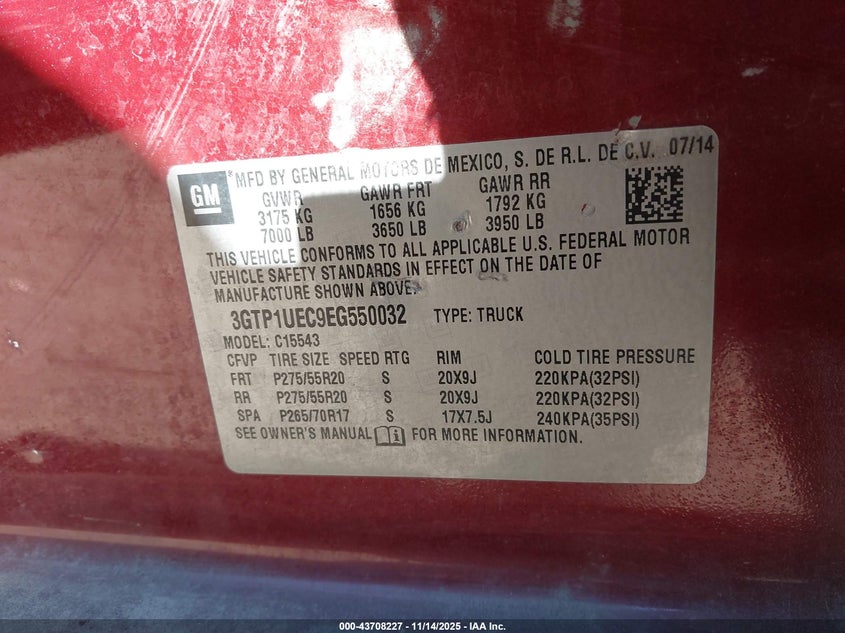 GM ® MFD BY GENERAL MOTORS DE MEXICO, S. DE R.L. DE C.V. 07/14
GVWR GAWR FRT GAWR RR
3175 KG 1656 KG 1792 KG
7000 LB 3650 LB 3950 LB
THIS VEHICLE CONFORMS TO ALL APPLICABLE U.S. FEDERAL MOTOR
VEHICLE SAFETY STANDARDS IN EFFECT ON THE DATE OF
MANUFACTURE SHOWN ABOVE.
3GTP1UEC9EG550032 TYPE: TRUCK
MODEL: C15543
CFVP TIRE SIZE SPEED RTG RIM COLD TIRE PRESSURE
FRT P275/55R20 S 20X9J 220KPA(32PSI)
RR P275/55R20 S 20X9J 220KPA(32PSI)
SPA P265/70R17 S 17X7.5J 240KPA(35PSI)
SEE OWNER'S MANUAL FOR MORE INFORMATION.
000-43708227 - 11/14/2025 - IAA Inc.